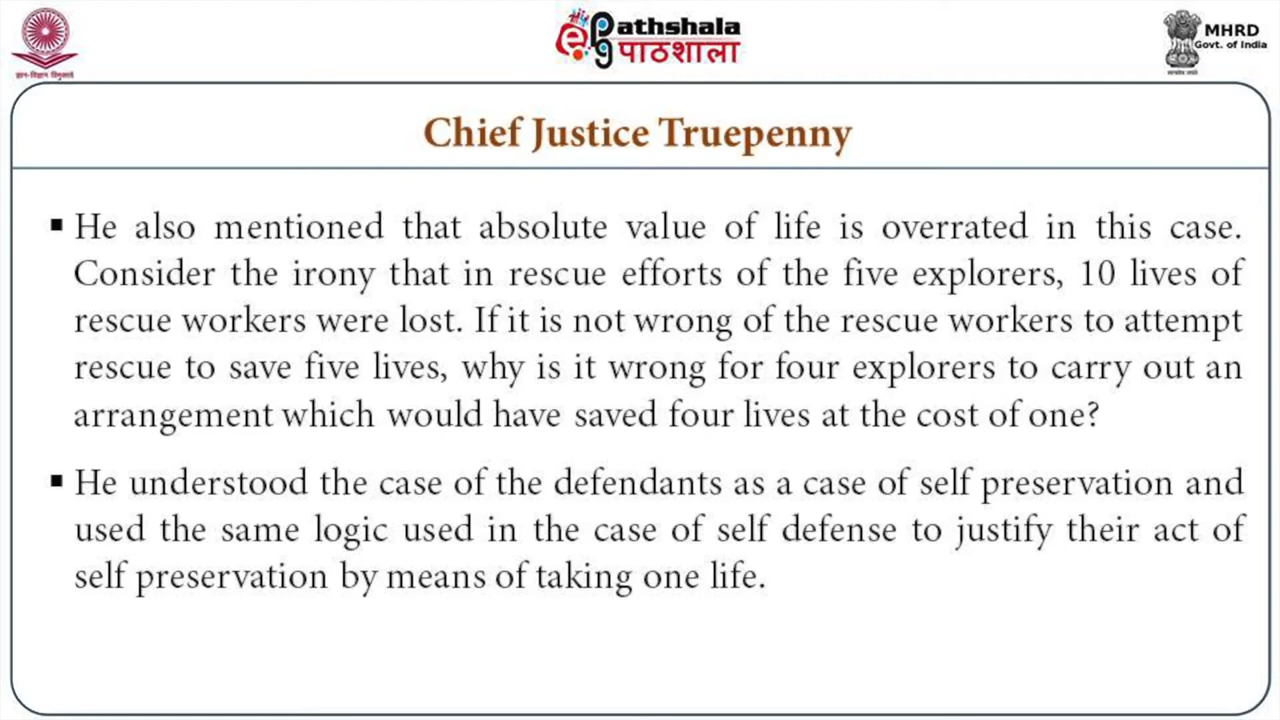 ज्ञान-विज्ञान विमुक्तये
ePathshala
पाठशाला
MHRD
Govt. of India
Chief Justice Truepenny
▪ He also mentioned that absolute value of life is overrated in this case.
Consider the irony that in rescue efforts of the five explorers, 10 lives of
rescue workers were lost. If it is not wrong of the rescue workers to attempt
rescue to save five lives, why is it wrong for four explorers to carry out an
arrangement which would have saved four lives at the cost of one?
▪ He understood the case of the defendants as a case of self preservation and
used the same logic used in the case of self defense to justify their act of
self preservation by means of taking one life.